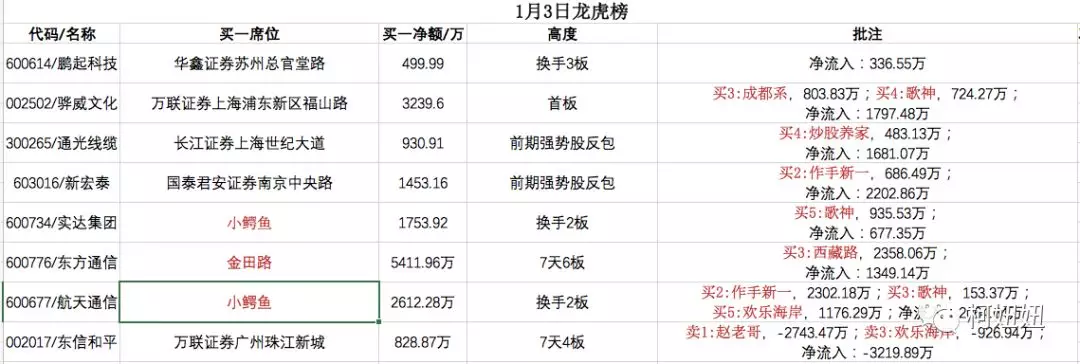 1月3日龙虎榜
代码/名称 买一席位 买一净额/万 高度 批注
600614/鹏起科技 华鑫证券苏州总官堂路 499.99 换手3板 净流入：336.55万
002502/骅威文化 万联证券上海浦东新区福山路 3239.6 首板 买3:成都系，803.83万；买4:歌神，724.27万；
净流入：1797.48万
300265/通光线缆 长江证券上海世纪大道 930.91 前期强势股反包 买4:炒股养家，483.13万；
净流入：1681.07万
603016/新宏泰 国泰君安证券南京中央路 1453.16 前期强势股反包 买2:作手新一，686.49万；
净流入：2202.86万
600734/实达集团 小鳄鱼 1753.92 换手2板 买5:歌神，935.53万；
净流入：677.35万
600776/东方通信 金田路 5411.96万 7天6板 买3:西藏路，2358.06万；
净流入：1349.14万
600677/航天通信 小鳄鱼 2612.28万 换手2板 买2:作手新一，2302.18万；买3:歌神，153.37万；
买5:欢乐海岸，1176.29万；净流入：
002017/东信和平 万联证券广州珠江新城 828.87万 7天4板 卖1:赵老哥，-2743.47万；卖3:欢乐海岸，-926.94万；
净流入：-3219.89万